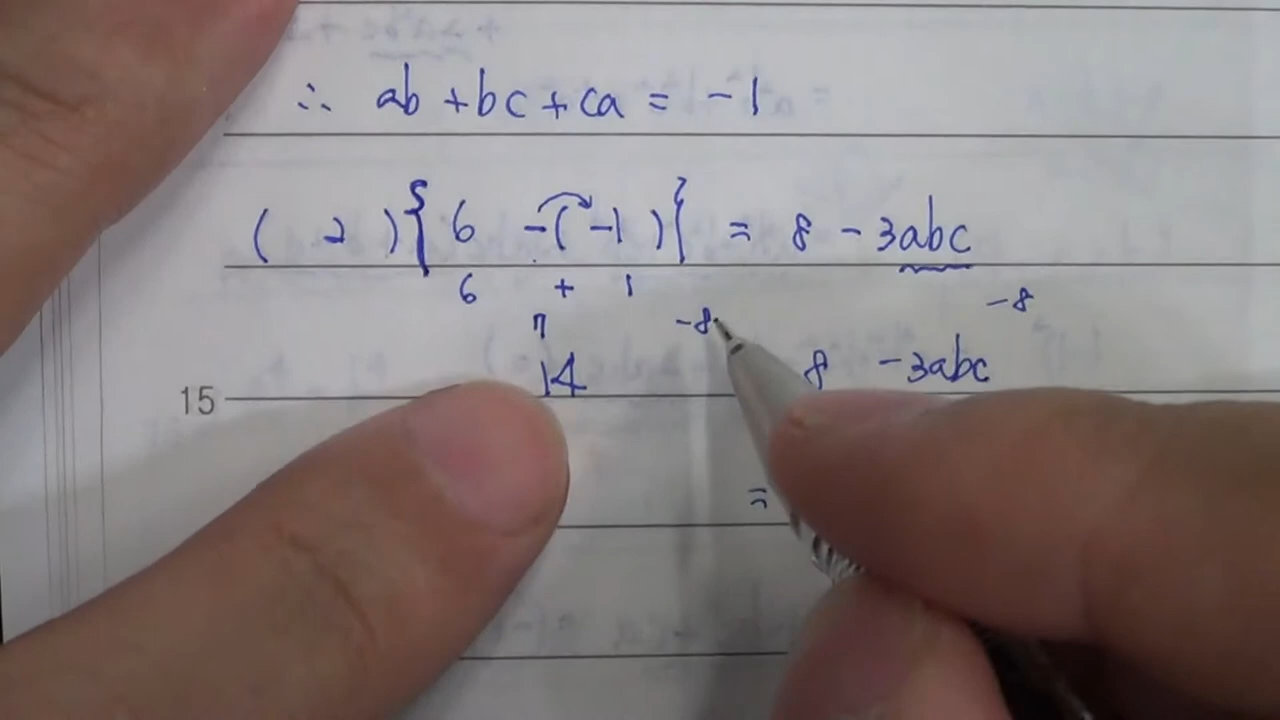 ∴ ab + bc + ca = -1
( 2 ){ 6 -( -1 )} = 8 - 3abc
6 + 1
7 -8 -8
14 8 - 3abc
15
=